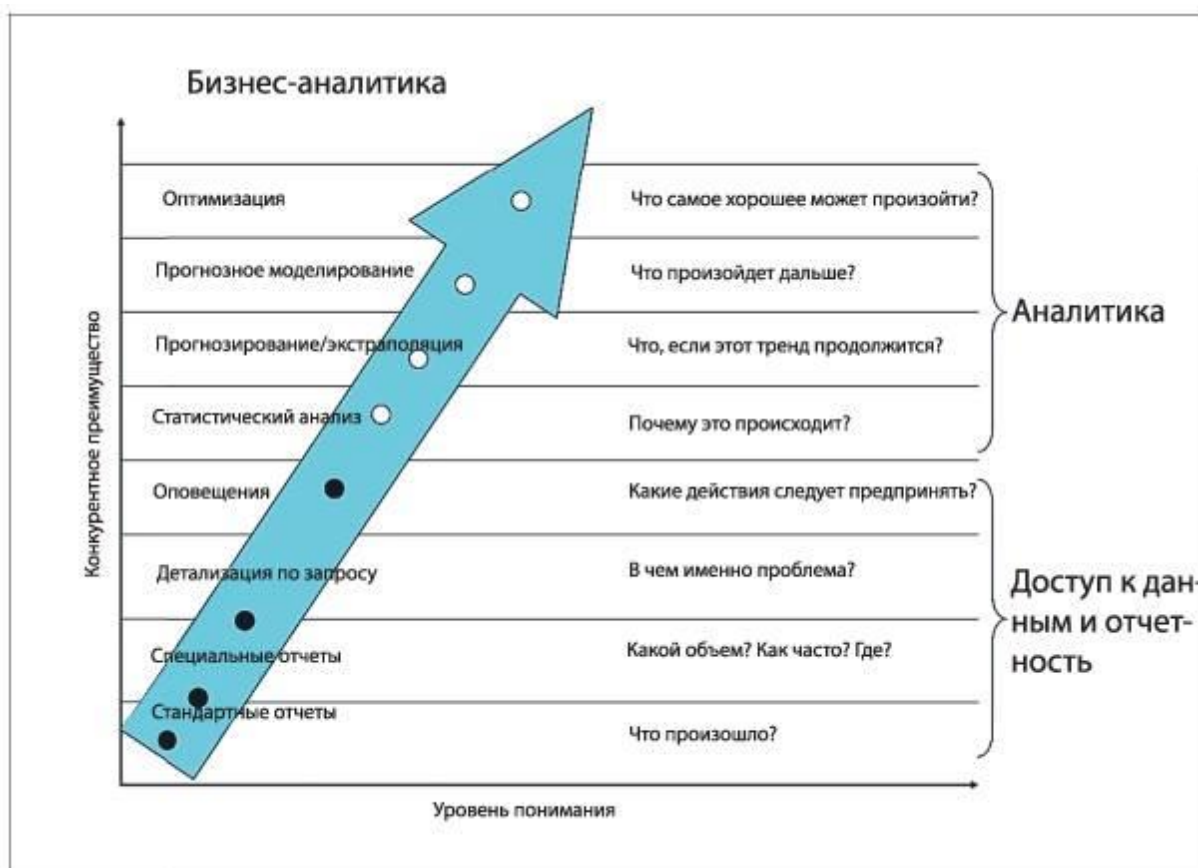 Бизнес-аналитика
Конкурентное преимущество
Оптимизация
Что самое хорошее может произойти?
Прогнозное моделирование
Что произойдет дальше?
Прогнозирование/экстраполяция
Что, если этот тренд продолжится?
Статистический анализ
Почему это происходит?
Аналитика
Оповещения
Какие действия следует предпринять?
Детализация по запросу
В чем именно проблема?
Специальные отчеты
Какой объем? Как часто? Где?
Стандартные отчеты
Что произошло?
Доступ к дан-
ным и отчет-
ность
Уровень понимания